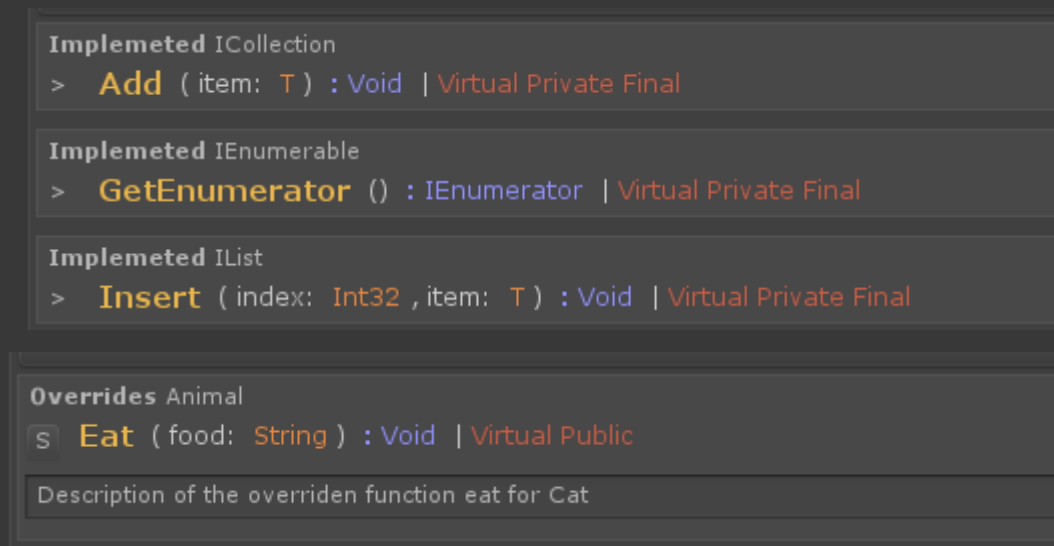 Implemeted ICollection
> Add ( item: T ) : Void | Virtual Private Final
Implemeted IEnumerable
> GetEnumerator () : IEnumerator | Virtual Private Final
Implemeted IList
> Insert ( index: Int32 , item: T ) : Void | Virtual Private Final
Overrides Animal
S Eat ( food: String ) : Void | Virtual Public
Description of the overriden function eat for Cat